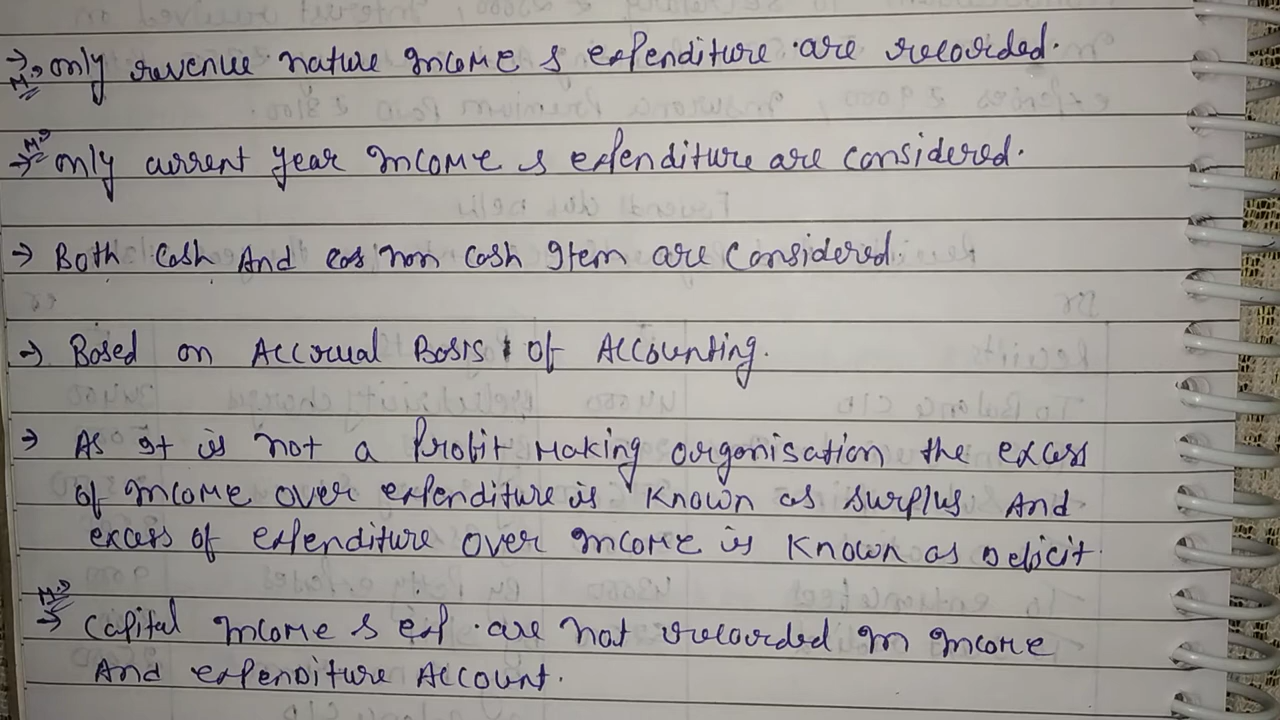 → only revenue nature Income & expenditure are recorded.
→ only current year Income & expenditure are considered.
→ Both Cash And non cash Item are Considered.
→ Based on Accrual Basis of Accounting.
→ As It is not a Profit Making organisation the excess
of Income over expenditure is Known as Surplus And
excess of expenditure over Income is Known as Deficit.
→ Capital Income & exp. are not recorded In Income
And expenditure Account.